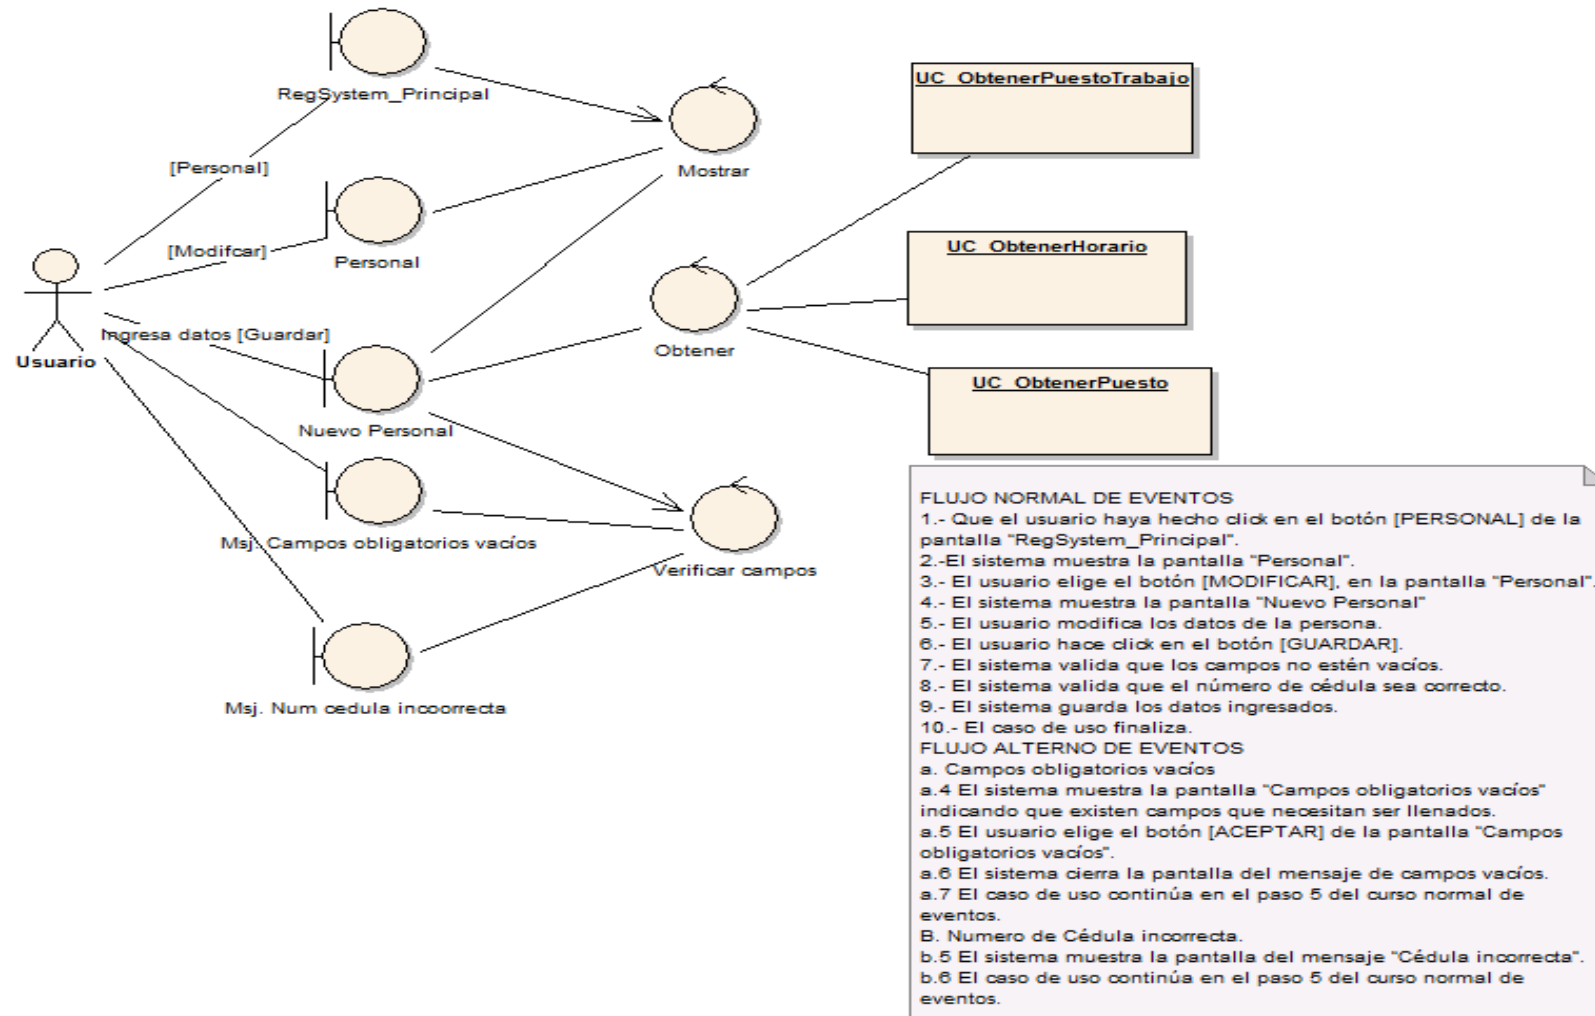 RegSystem_Principal
[Personal]
Mostrar
[Modifcar]
Personal
Usuario
Ingresa datos [Guardar]
Nuevo Personal
Obtener
UC_ObtenerPuestoTrabajo
UC_ObtenerHorario
UC_ObtenerPuesto
Msj. Campos obligatorios vacíos
Verificar campos
Msj. Num cedula incoorrecta
FLUJO NORMAL DE EVENTOS
1.- Que el usuario haya hecho click en el botón [PERSONAL] de la
pantalla "RegSystem_Principal".
2.-El sistema muestra la pantalla "Personal".
3.- El usuario elige el botón [MODIFICAR], en la pantalla "Personal".
4.- El sistema muestra la pantalla "Nuevo Personal"
5.- El usuario modifica los datos de la persona.
6.- El usuario hace click en el botón [GUARDAR].
7.- El sistema valida que los campos no estén vacíos.
8.- El sistema valida que el número de cédula sea correcto.
9.- El sistema guarda los datos ingresados.
10.- El caso de uso finaliza.
FLUJO ALTERNO DE EVENTOS
a. Campos obligatorios vacíos
a.4 El sistema muestra la pantalla "Campos obligatorios vacíos"
indicando que existen campos que necesitan ser llenados.
a.5 El usuario elige el botón [ACEPTAR] de la pantalla "Campos
obligatorios vacíos".
a.6 El sistema cierra la pantalla del mensaje de campos vacíos.
a.7 El caso de uso continúa en el paso 5 del curso normal de
eventos.
B. Numero de Cédula incorrecta.
b.5 El sistema muestra la pantalla del mensaje "Cédula incorrecta".
b.6 El caso de uso continúa en el paso 5 del curso normal de
eventos.